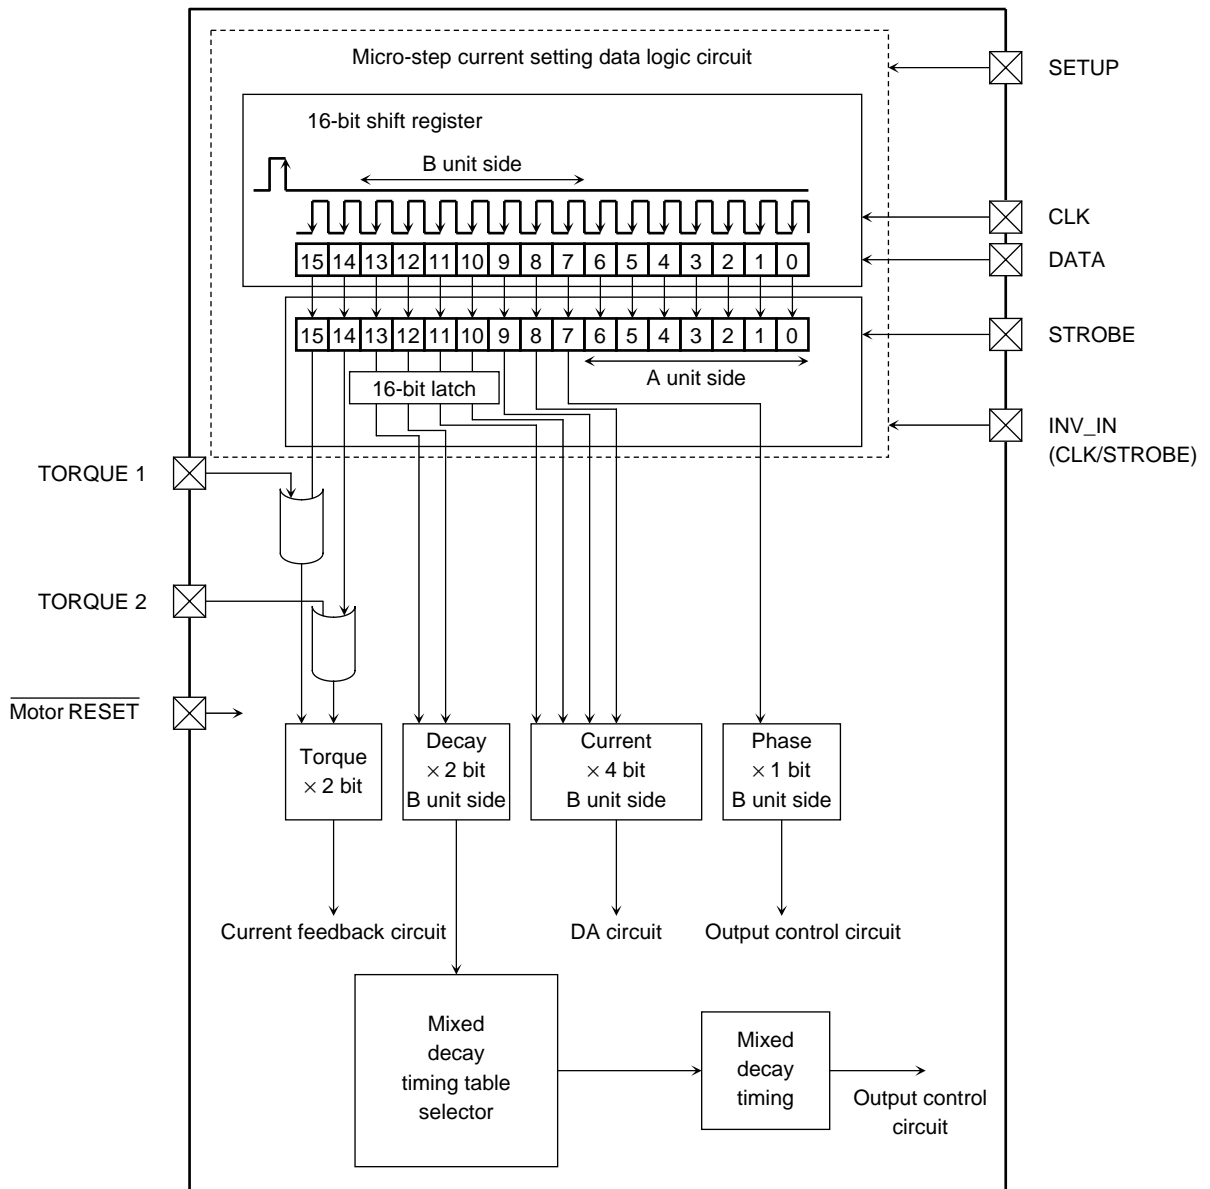 Micro-step current setting data logic circuit
SETUP
16-bit shift register
B unit side
CLK
15 14 13 12 11 10 9 8 7 6 5 4 3 2 1 0
DATA
15 14 13 12 11 10 9 8 7 6 5 4 3 2 1 0
STROBE
A unit side
16-bit latch
INV_IN
(CLK/STROBE)
TORQUE 1
TORQUE 2
Motor RESET
Torque
× 2 bit
Decay
× 2 bit
B unit side
Current
× 4 bit
B unit side
Phase
× 1 bit
B unit side
Current feedback circuit
DA circuit
Output control circuit
Mixed
decay
timing table
selector
Mixed
decay
timing
Output control
circuit